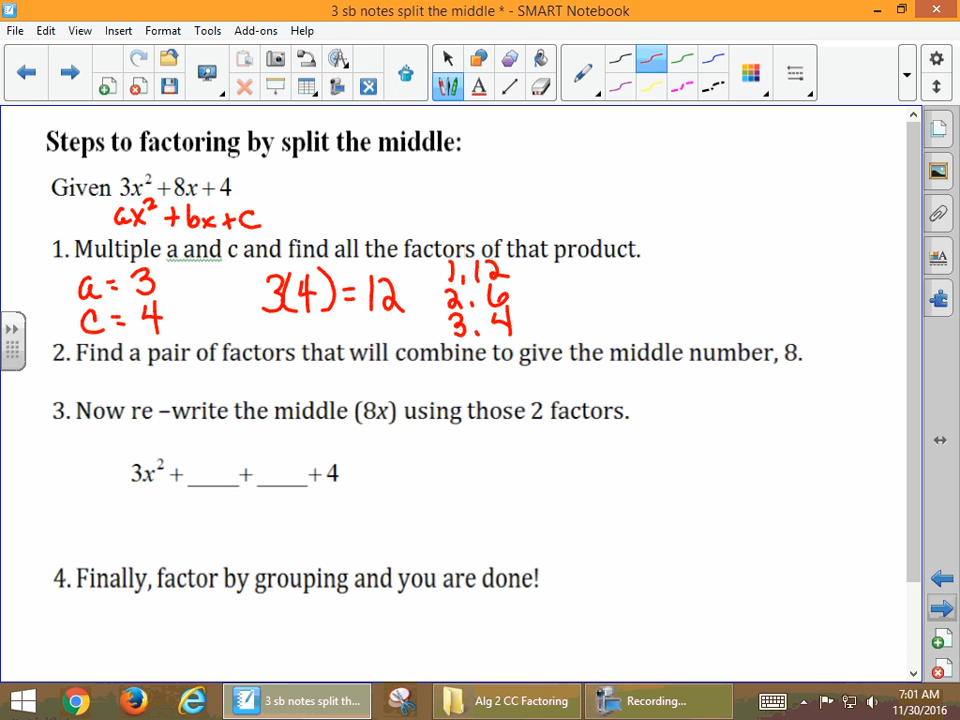 3 sb notes split the middle * - SMART Notebook
File Edit View Insert Format Tools Add-ons Help
Steps to factoring by split the middle:
Given 3x² + 8x + 4
ax² + bx + c
1. Multiple a and c and find all the factors of that product.
a = 3
c = 4
3(4) = 12
1, 12
2, 6
3, 4
2. Find a pair of factors that will combine to give the middle number, 8.
3. Now re –write the middle (8x) using those 2 factors.
3x² + ____ + ____ + 4
4. Finally, factor by grouping and you are done!
3 sb notes split th... Alg 2 CC Factoring Recording...
7:01 AM
11/30/2016